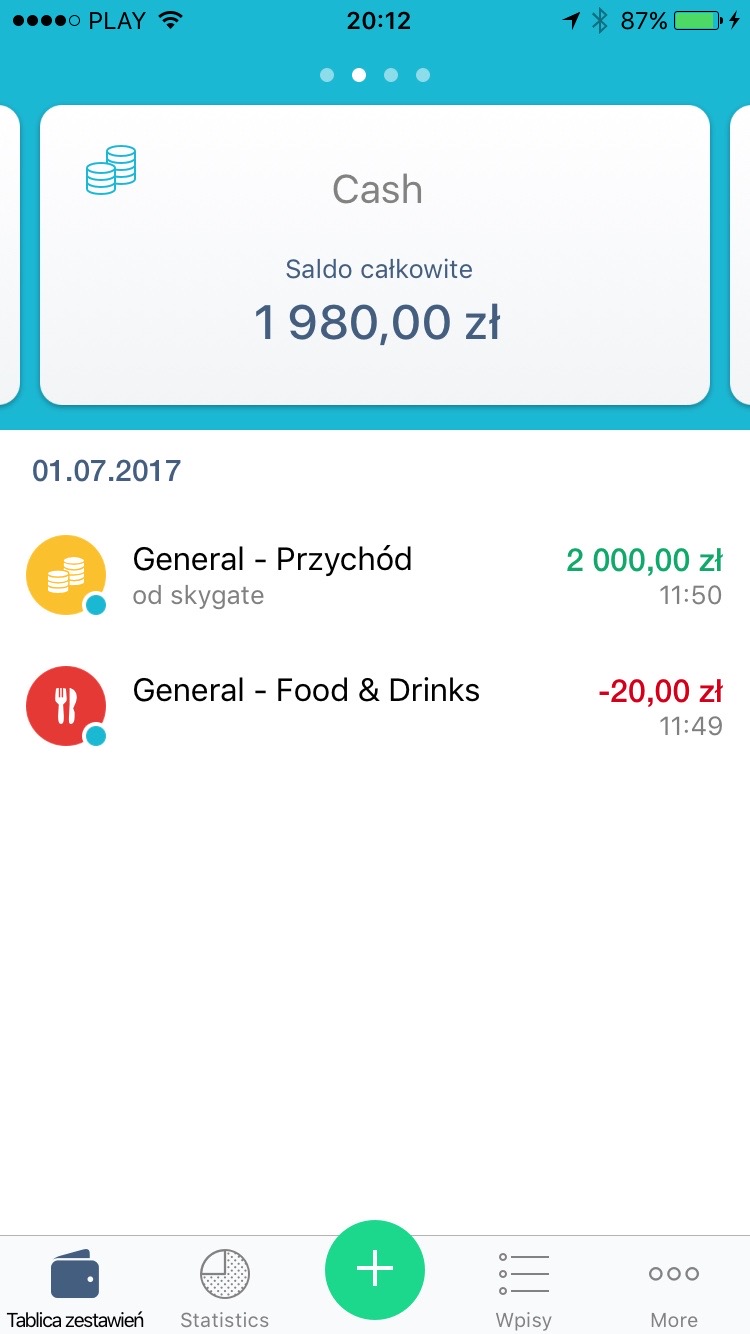 PLAY 20:12 87%
Cash
Saldo całkowite
1 980,00 zł
01.07.2017
General - Przychód 2 000,00 zł
od skygate 11:50
General - Food & Drinks -20,00 zł
11:49
Tablica zestawień Statistics Wpisy More